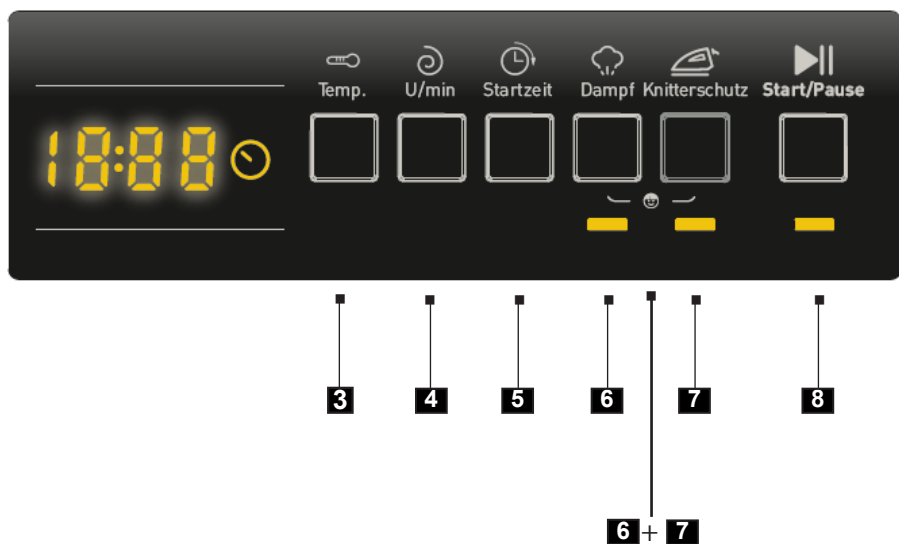 Temp. U/min Startzeit Dampf Knitterschutz Start/Pause
18:88
3 4 5 6 7 8
6 + 7